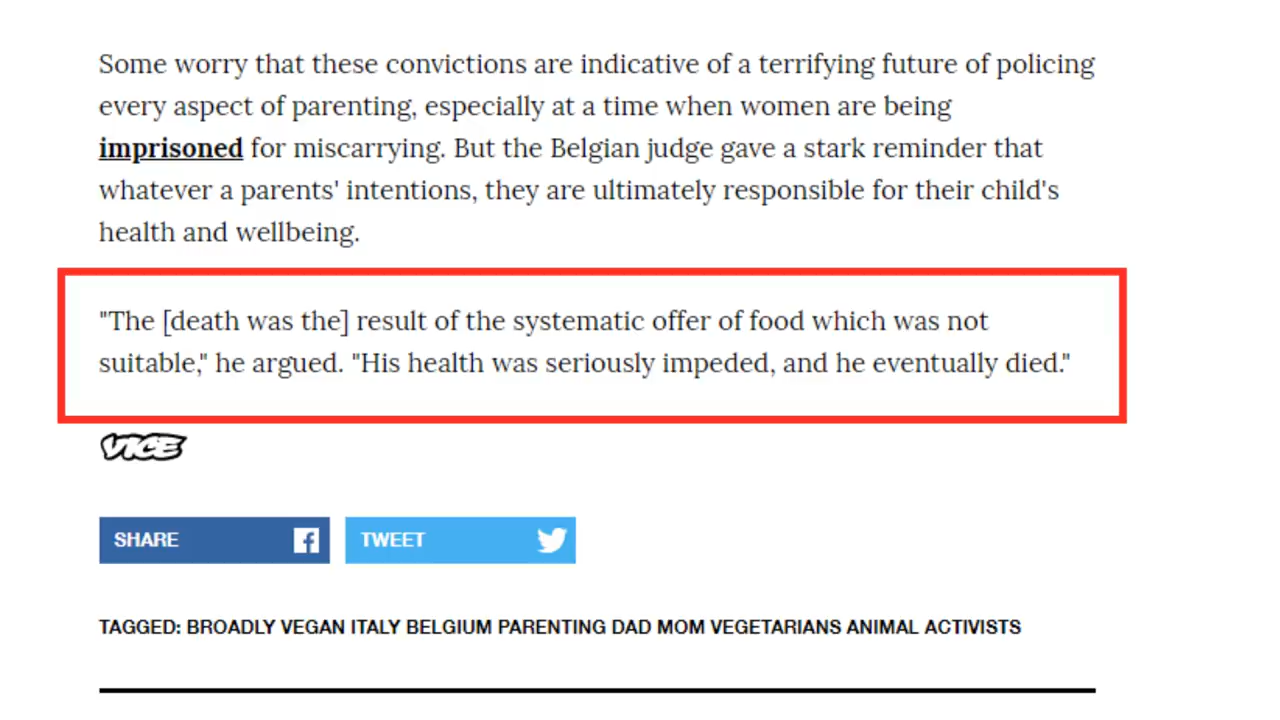 Some worry that these convictions are indicative of a terrifying future of policing
every aspect of parenting, especially at a time when women are being
imprisoned for miscarrying. But the Belgian judge gave a stark reminder that
whatever a parents' intentions, they are ultimately responsible for their child's
health and wellbeing.
"The [death was the] result of the systematic offer of food which was not
suitable," he argued. "His health was seriously impeded, and he eventually died."
VICE
SHARE
TWEET
TAGGED: BROADLY VEGAN ITALY BELGIUM PARENTING DAD MOM VEGETARIANS ANIMAL ACTIVISTS